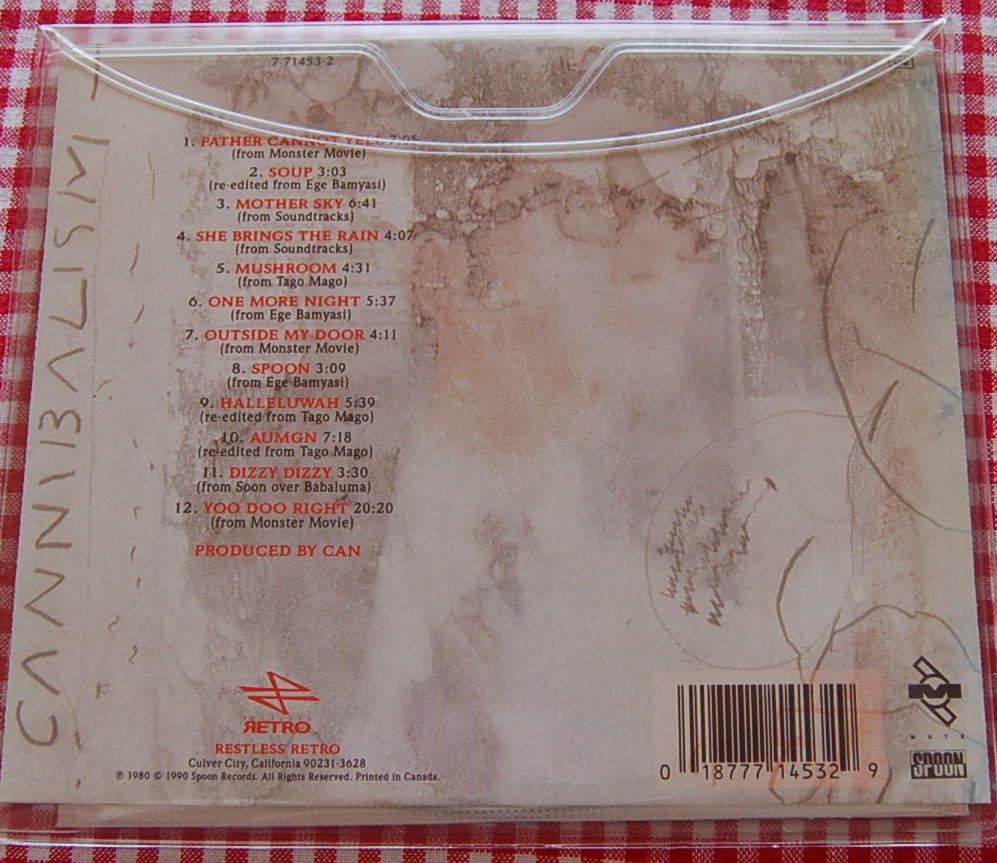 7 71453 2
CANNIBALISM I
1. FATHER CANNOT YELL 7:05
(from Monster Movie)
2. SOUP 3:03
(re-edited from Ege Bamyasi)
3. MOTHER SKY 6:41
(from Soundtracks)
4. SHE BRINGS THE RAIN 4:07
(from Soundtracks)
5. MUSHROOM 4:31
(from Tago Mago)
6. ONE MORE NIGHT 5:37
(from Ege Bamyasi)
7. OUTSIDE MY DOOR 4:11
(from Monster Movie)
8. SPOON 3:09
(from Ege Bamyasi)
9. HALLELUWAH 5:39
(re-edited from Tago Mago)
10. AUMGN 7:18
(re-edited from Tago Mago)
11. DIZZY DIZZY 3:30
(from Soon over Babaluma)
12. YOO DOO RIGHT 20:20
(from Monster Movie)
PRODUCED BY CAN
RETRO
RESTLESS RETRO
Culver City, California 90231-3628
℗ 1980 © 1990 Spoon Records. All Rights Reserved. Printed in Canada.
0 18777 14532 9
MUTE
SPOON